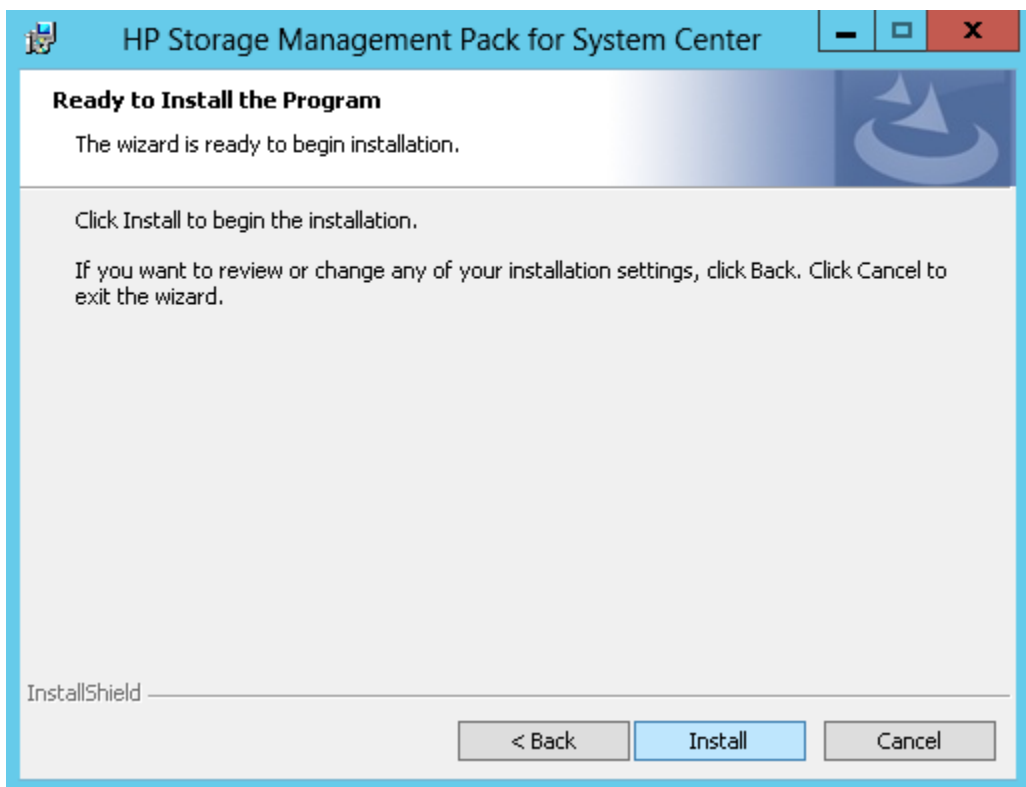 HP Storage Management Pack for System Center
Ready to Install the Program
The wizard is ready to begin installation.
Click Install to begin the installation.
If you want to review or change any of your installation settings, click Back. Click Cancel to
exit the wizard.
InstallShield
< Back
Install
Cancel